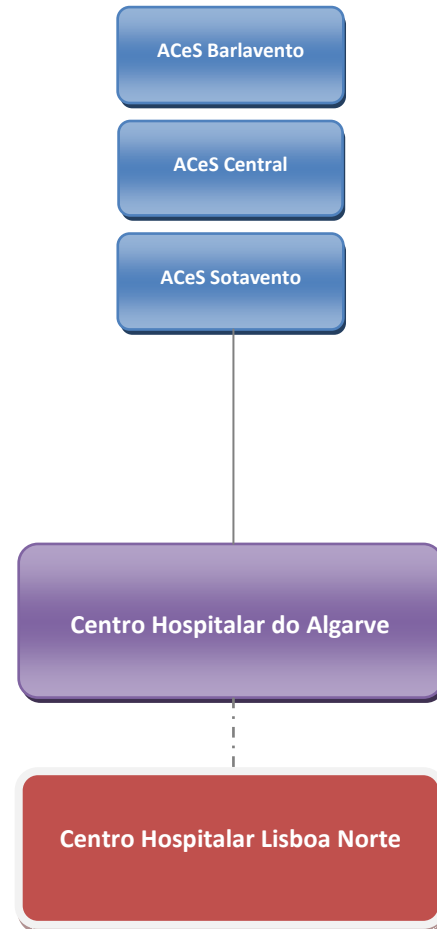 ACeS Barlavento
ACeS Central
ACeS Sotavento
Centro Hospitalar do Algarve
Centro Hospitalar Lisboa Norte